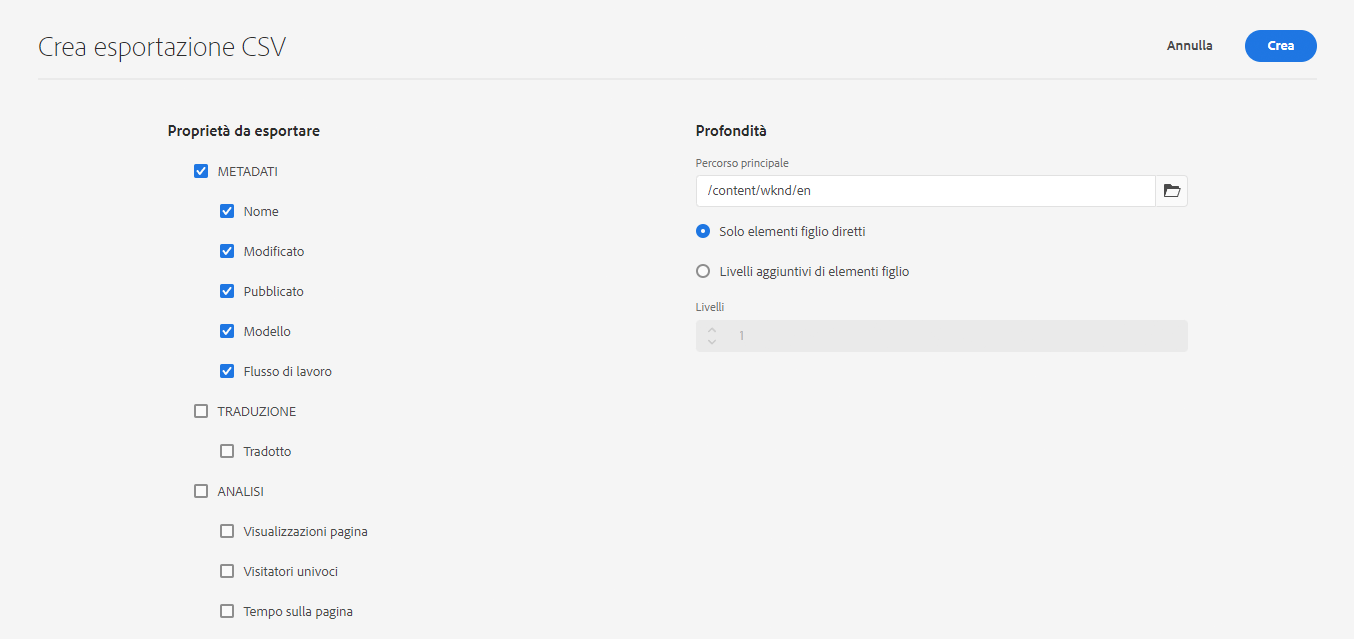 Crea esportazione CSV
Annulla
Crea
Proprietà da esportare
METADATI
Nome
Modificato
Pubblicato
Modello
Flusso di lavoro
TRADUZIONE
Tradotto
ANALISI
Visualizzazioni pagina
Visitatori univoci
Tempo sulla pagina
Profondità
Percorso principale
/content/wknd/en
Solo elementi figlio diretti
Livelli aggiuntivi di elementi figlio
Livelli
1